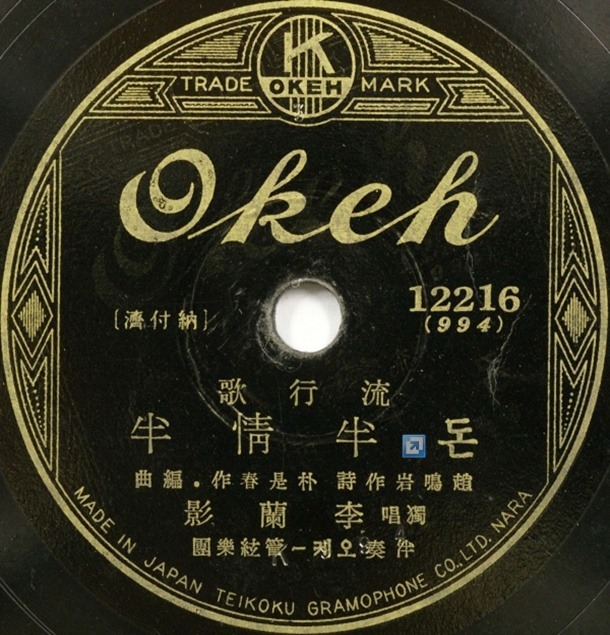 TRADE MARK
K
OKEH
Okeh
[納付濟]
12216
(994)
流行歌
돈半情半
趙鳴岩作詩 朴是春作・編曲
獨唱 李蘭影
伴奏 오케ー管絃樂團
MADE IN JAPAN TEIKOKU GRAMOPHONE CO., LTD. NARA